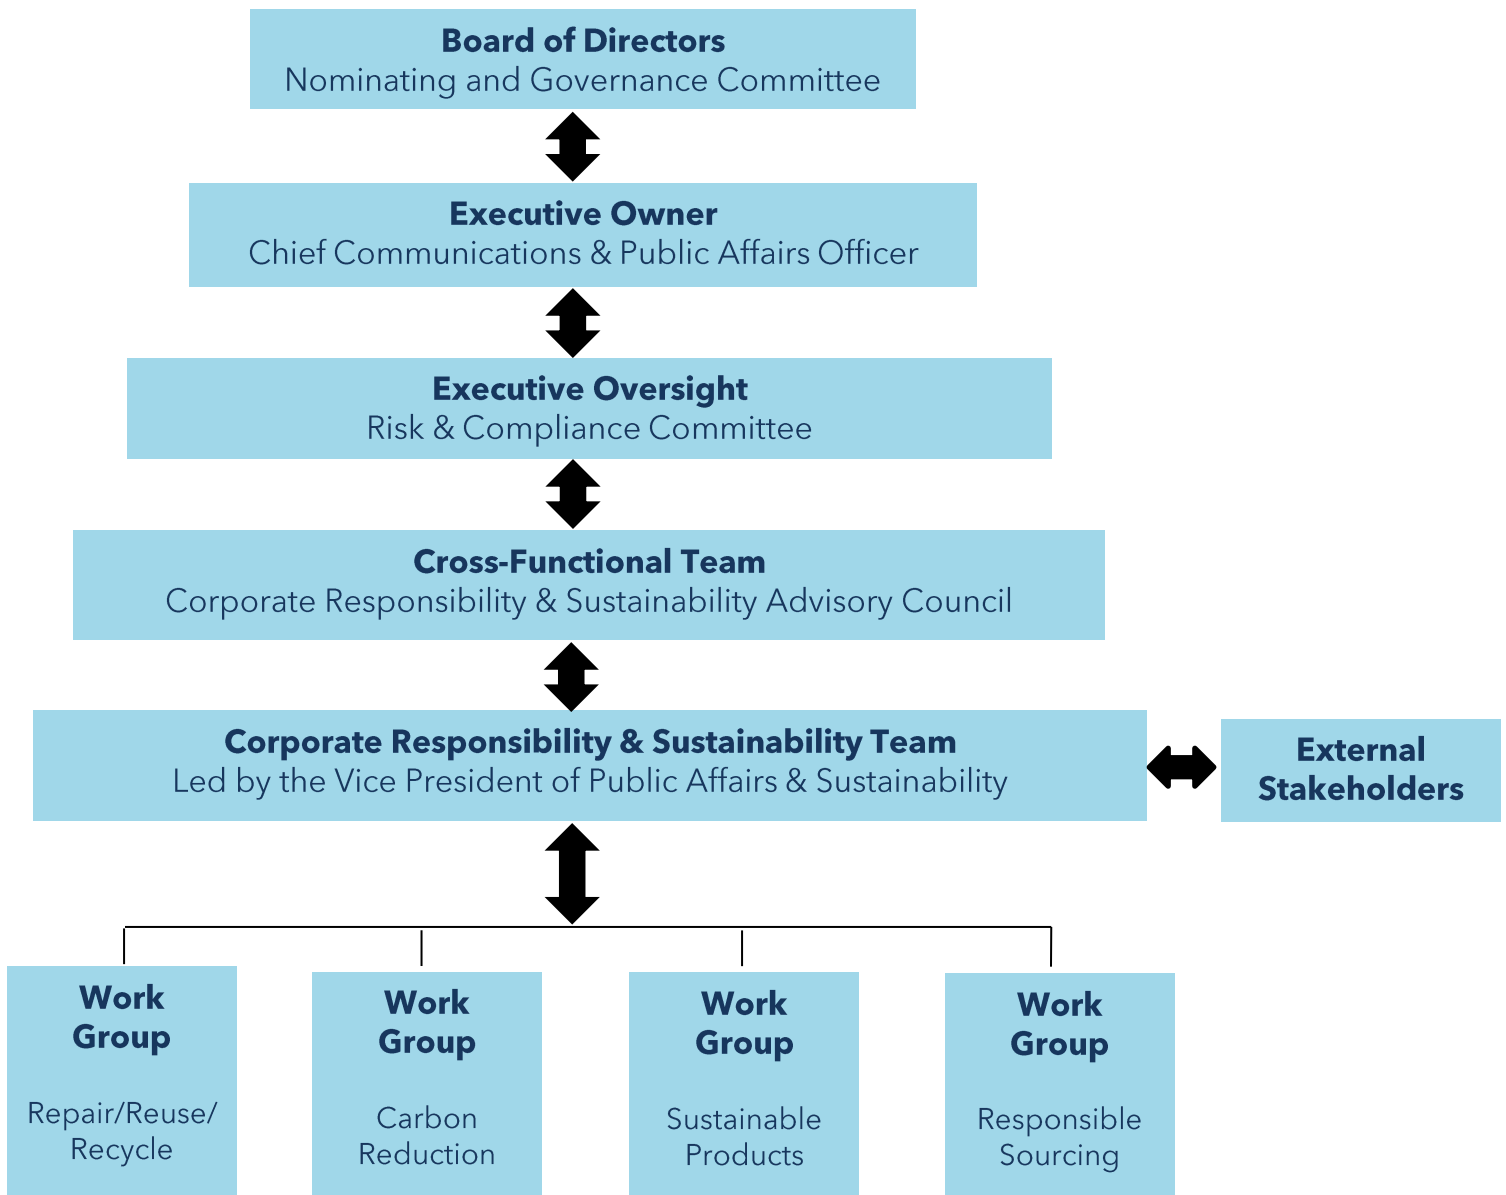 Board of Directors
Nominating and Governance Committee
Executive Owner
Chief Communications & Public Affairs Officer
Executive Oversight
Risk & Compliance Committee
Cross-Functional Team
Corporate Responsibility & Sustainability Advisory Council
Corporate Responsibility & Sustainability Team
Led by the Vice President of Public Affairs & Sustainability
External
Stakeholders
Work
Group
Repair/Reuse/
Recycle
Work
Group
Carbon
Reduction
Work
Group
Sustainable
Products
Work
Group
Responsible
Sourcing